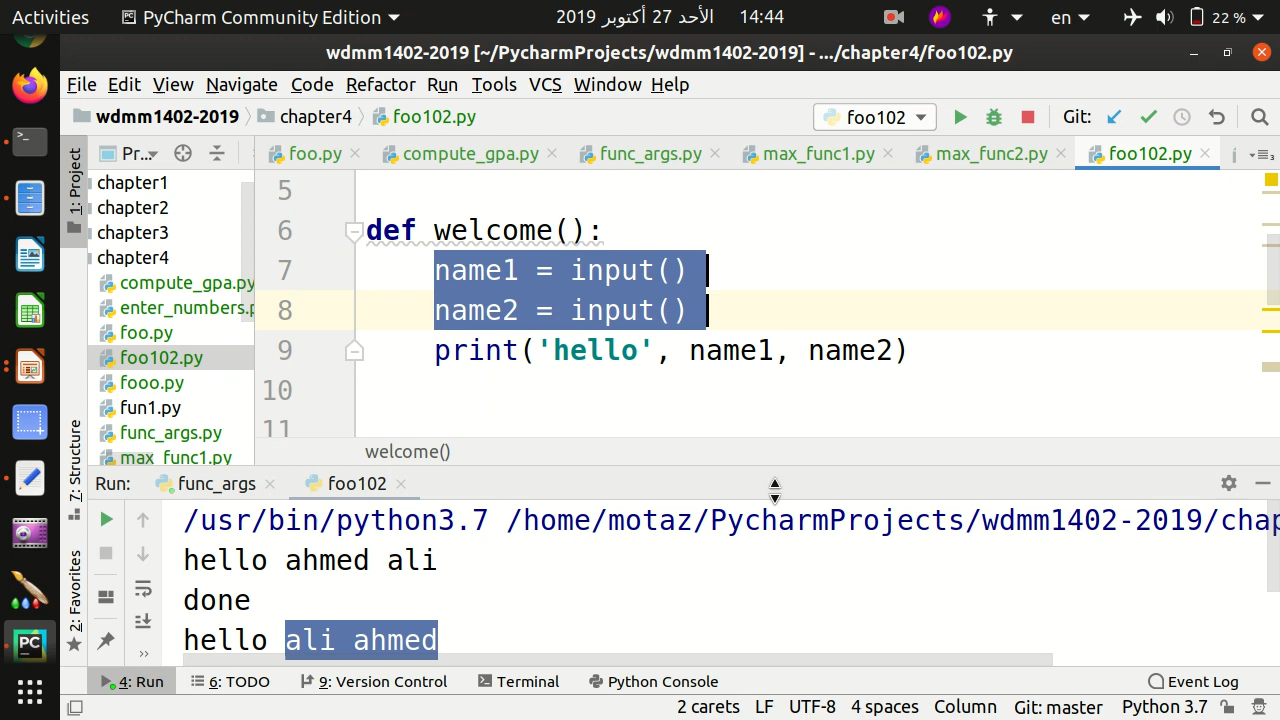 Activities PyCharm Community Edition الأحد 27 أكتوبر 2019 14:44 en 22 %
wdmm1402-2019 [~/PycharmProjects/wdmm1402-2019] - .../chapter4/foo102.py
File Edit View Navigate Code Refactor Run Tools VCS Window Help
wdmm1402-2019 chapter4 foo102.py foo102 Git:
1: Project Pr... foo.py compute_gpa.py func_args.py max_func1.py max_func2.py foo102.py
chapter1
chapter2
chapter3
chapter4
compute_gpa.py
enter_numbers.p
foo.py
foo102.py
fooo.py
fun1.py
func_args.py
max_func1.py
5
6 def welcome():
7 name1 = input()
8 name2 = input()
9 print('hello', name1, name2)
10
11
welcome()
7: Structure
2: Favorites
Run: func_args foo102
/usr/bin/python3.7 /home/motaz/PycharmProjects/wdmm1402-2019/chap
hello ahmed ali
done
hello ali ahmed
4: Run 6: TODO 9: Version Control Terminal Python Console Event Log
2 carets LF UTF-8 4 spaces Column Git: master Python 3.7